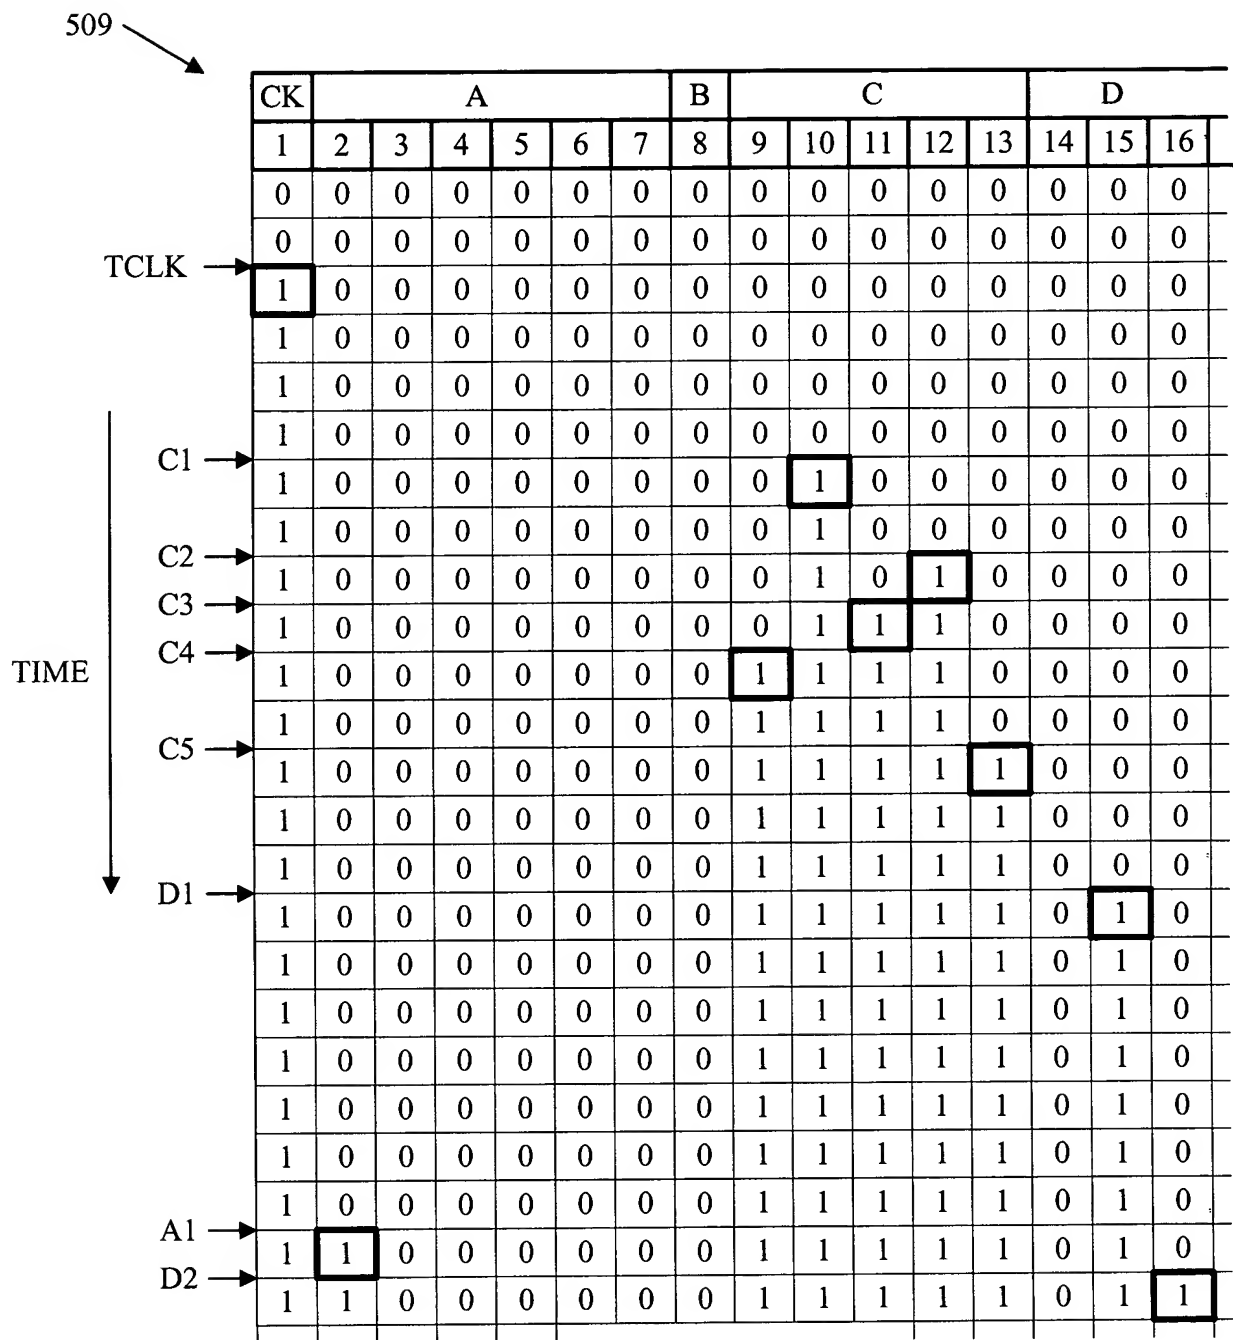 509
CK A B C D
1 2 3 4 5 6 7 8 9 10 11 12 13 14 15 16
0 0 0 0 0 0 0 0 0 0 0 0 0 0 0 0
0 0 0 0 0 0 0 0 0 0 0 0 0 0 0 0
TCLK
1 0 0 0 0 0 0 0 0 0 0 0 0 0 0 0
1 0 0 0 0 0 0 0 0 0 0 0 0 0 0 0
1 0 0 0 0 0 0 0 0 0 0 0 0 0 0 0
1 0 0 0 0 0 0 0 0 0 0 0 0 0 0 0
C1
1 0 0 0 0 0 0 0 0 1 0 0 0 0 0 0
1 0 0 0 0 0 0 0 0 1 0 0 0 0 0 0
C2
1 0 0 0 0 0 0 0 0 1 0 1 0 0 0 0
C3
1 0 0 0 0 0 0 0 0 1 1 1 0 0 0 0
C4
TIME 1 0 0 0 0 0 0 0 1 1 1 1 0 0 0 0
1 0 0 0 0 0 0 0 1 1 1 1 0 0 0 0
C5
1 0 0 0 0 0 0 0 1 1 1 1 1 0 0 0
1 0 0 0 0 0 0 0 1 1 1 1 1 0 0 0
1 0 0 0 0 0 0 0 1 1 1 1 1 0 0 0
D1
1 0 0 0 0 0 0 0 1 1 1 1 1 0 1 0
1 0 0 0 0 0 0 0 1 1 1 1 1 0 1 0
1 0 0 0 0 0 0 0 1 1 1 1 1 0 1 0
1 0 0 0 0 0 0 0 1 1 1 1 1 0 1 0
1 0 0 0 0 0 0 0 1 1 1 1 1 0 1 0
1 0 0 0 0 0 0 0 1 1 1 1 1 0 1 0
1 0 0 0 0 0 0 0 1 1 1 1 1 0 1 0
A1
1 1 0 0 0 0 0 0 1 1 1 1 1 0 1 0
D2
1 1 0 0 0 0 0 0 1 1 1 1 1 0 1 1